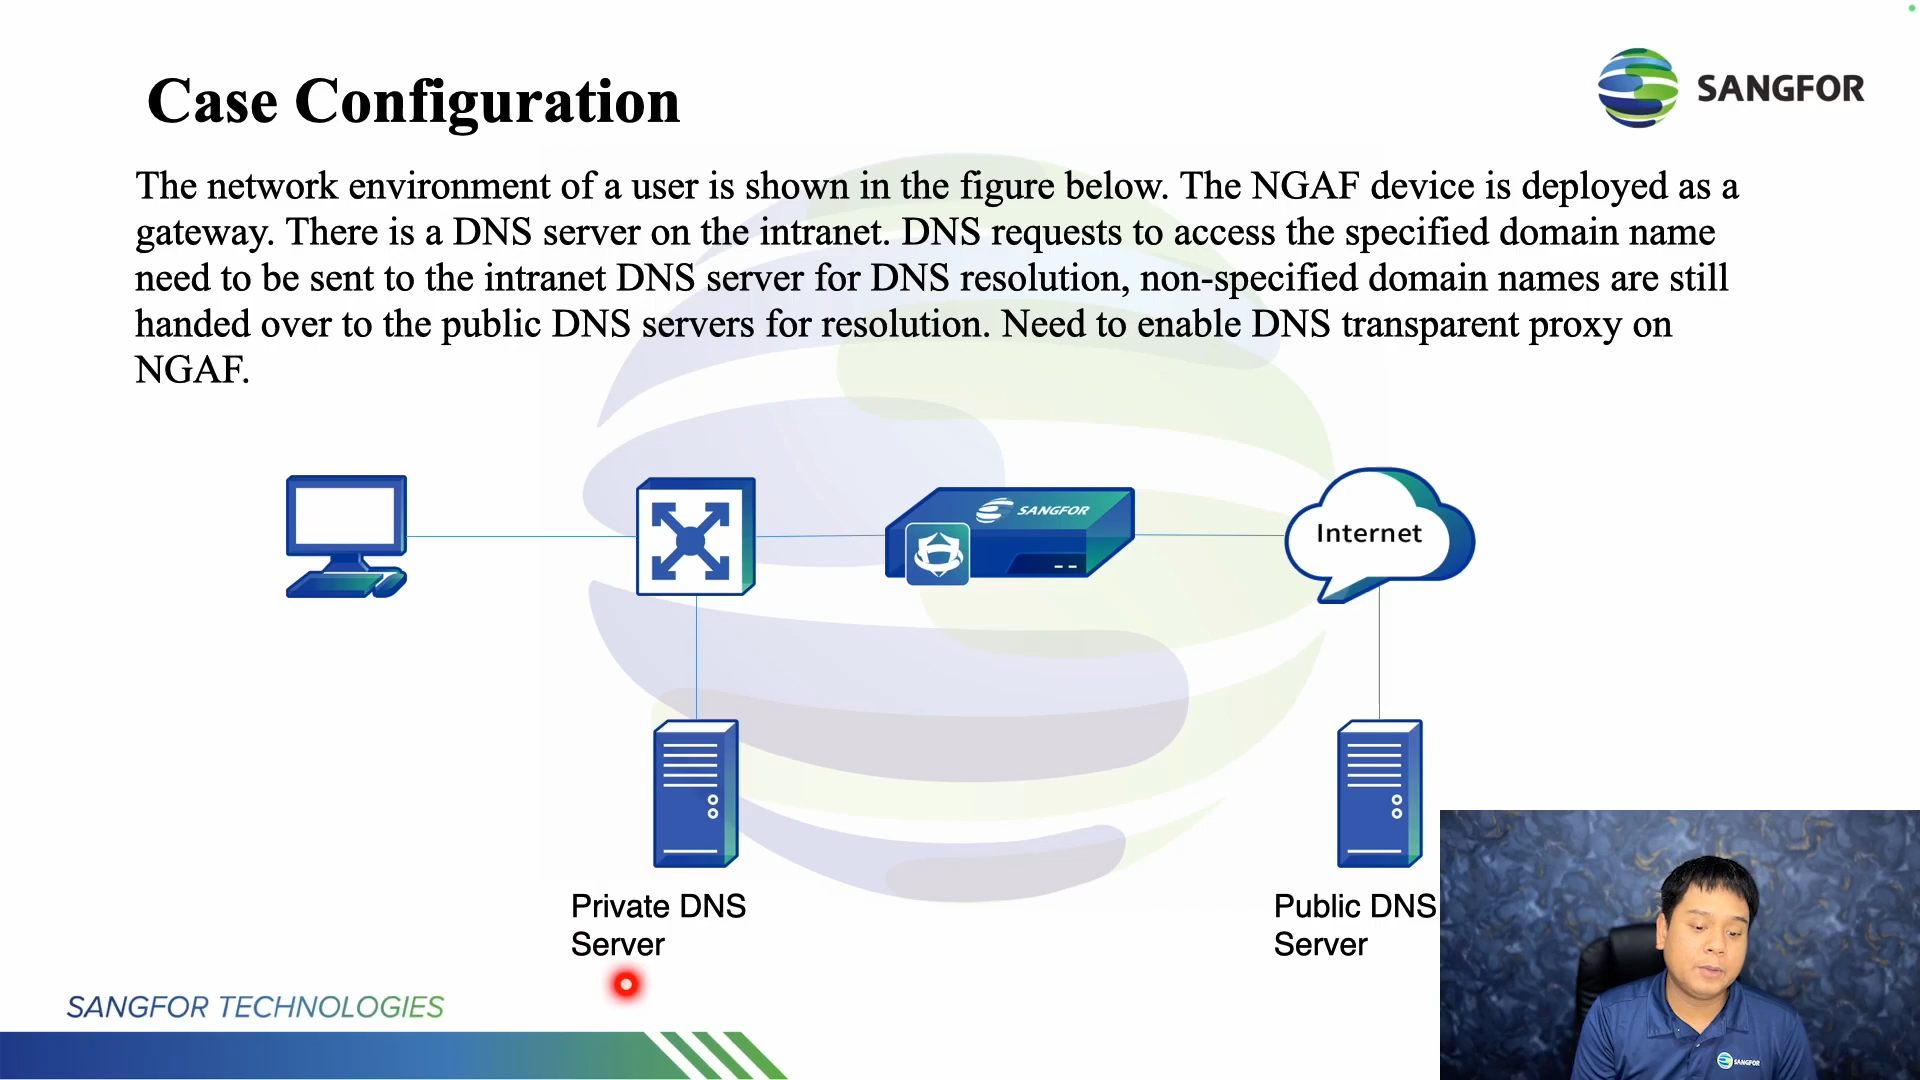 Case Configuration
SANGFOR
The network environment of a user is shown in the figure below. The NGAF device is deployed as a
gateway. There is a DNS server on the intranet. DNS requests to access the specified domain name
need to be sent to the intranet DNS server for DNS resolution, non-specified domain names are still
handed over to the public DNS servers for resolution. Need to enable DNS transparent proxy on
NGAF.
SANGFOR
Internet
Private DNS
Server
Public DNS
Server
SANGFOR TECHNOLOGIES
SANGFOR